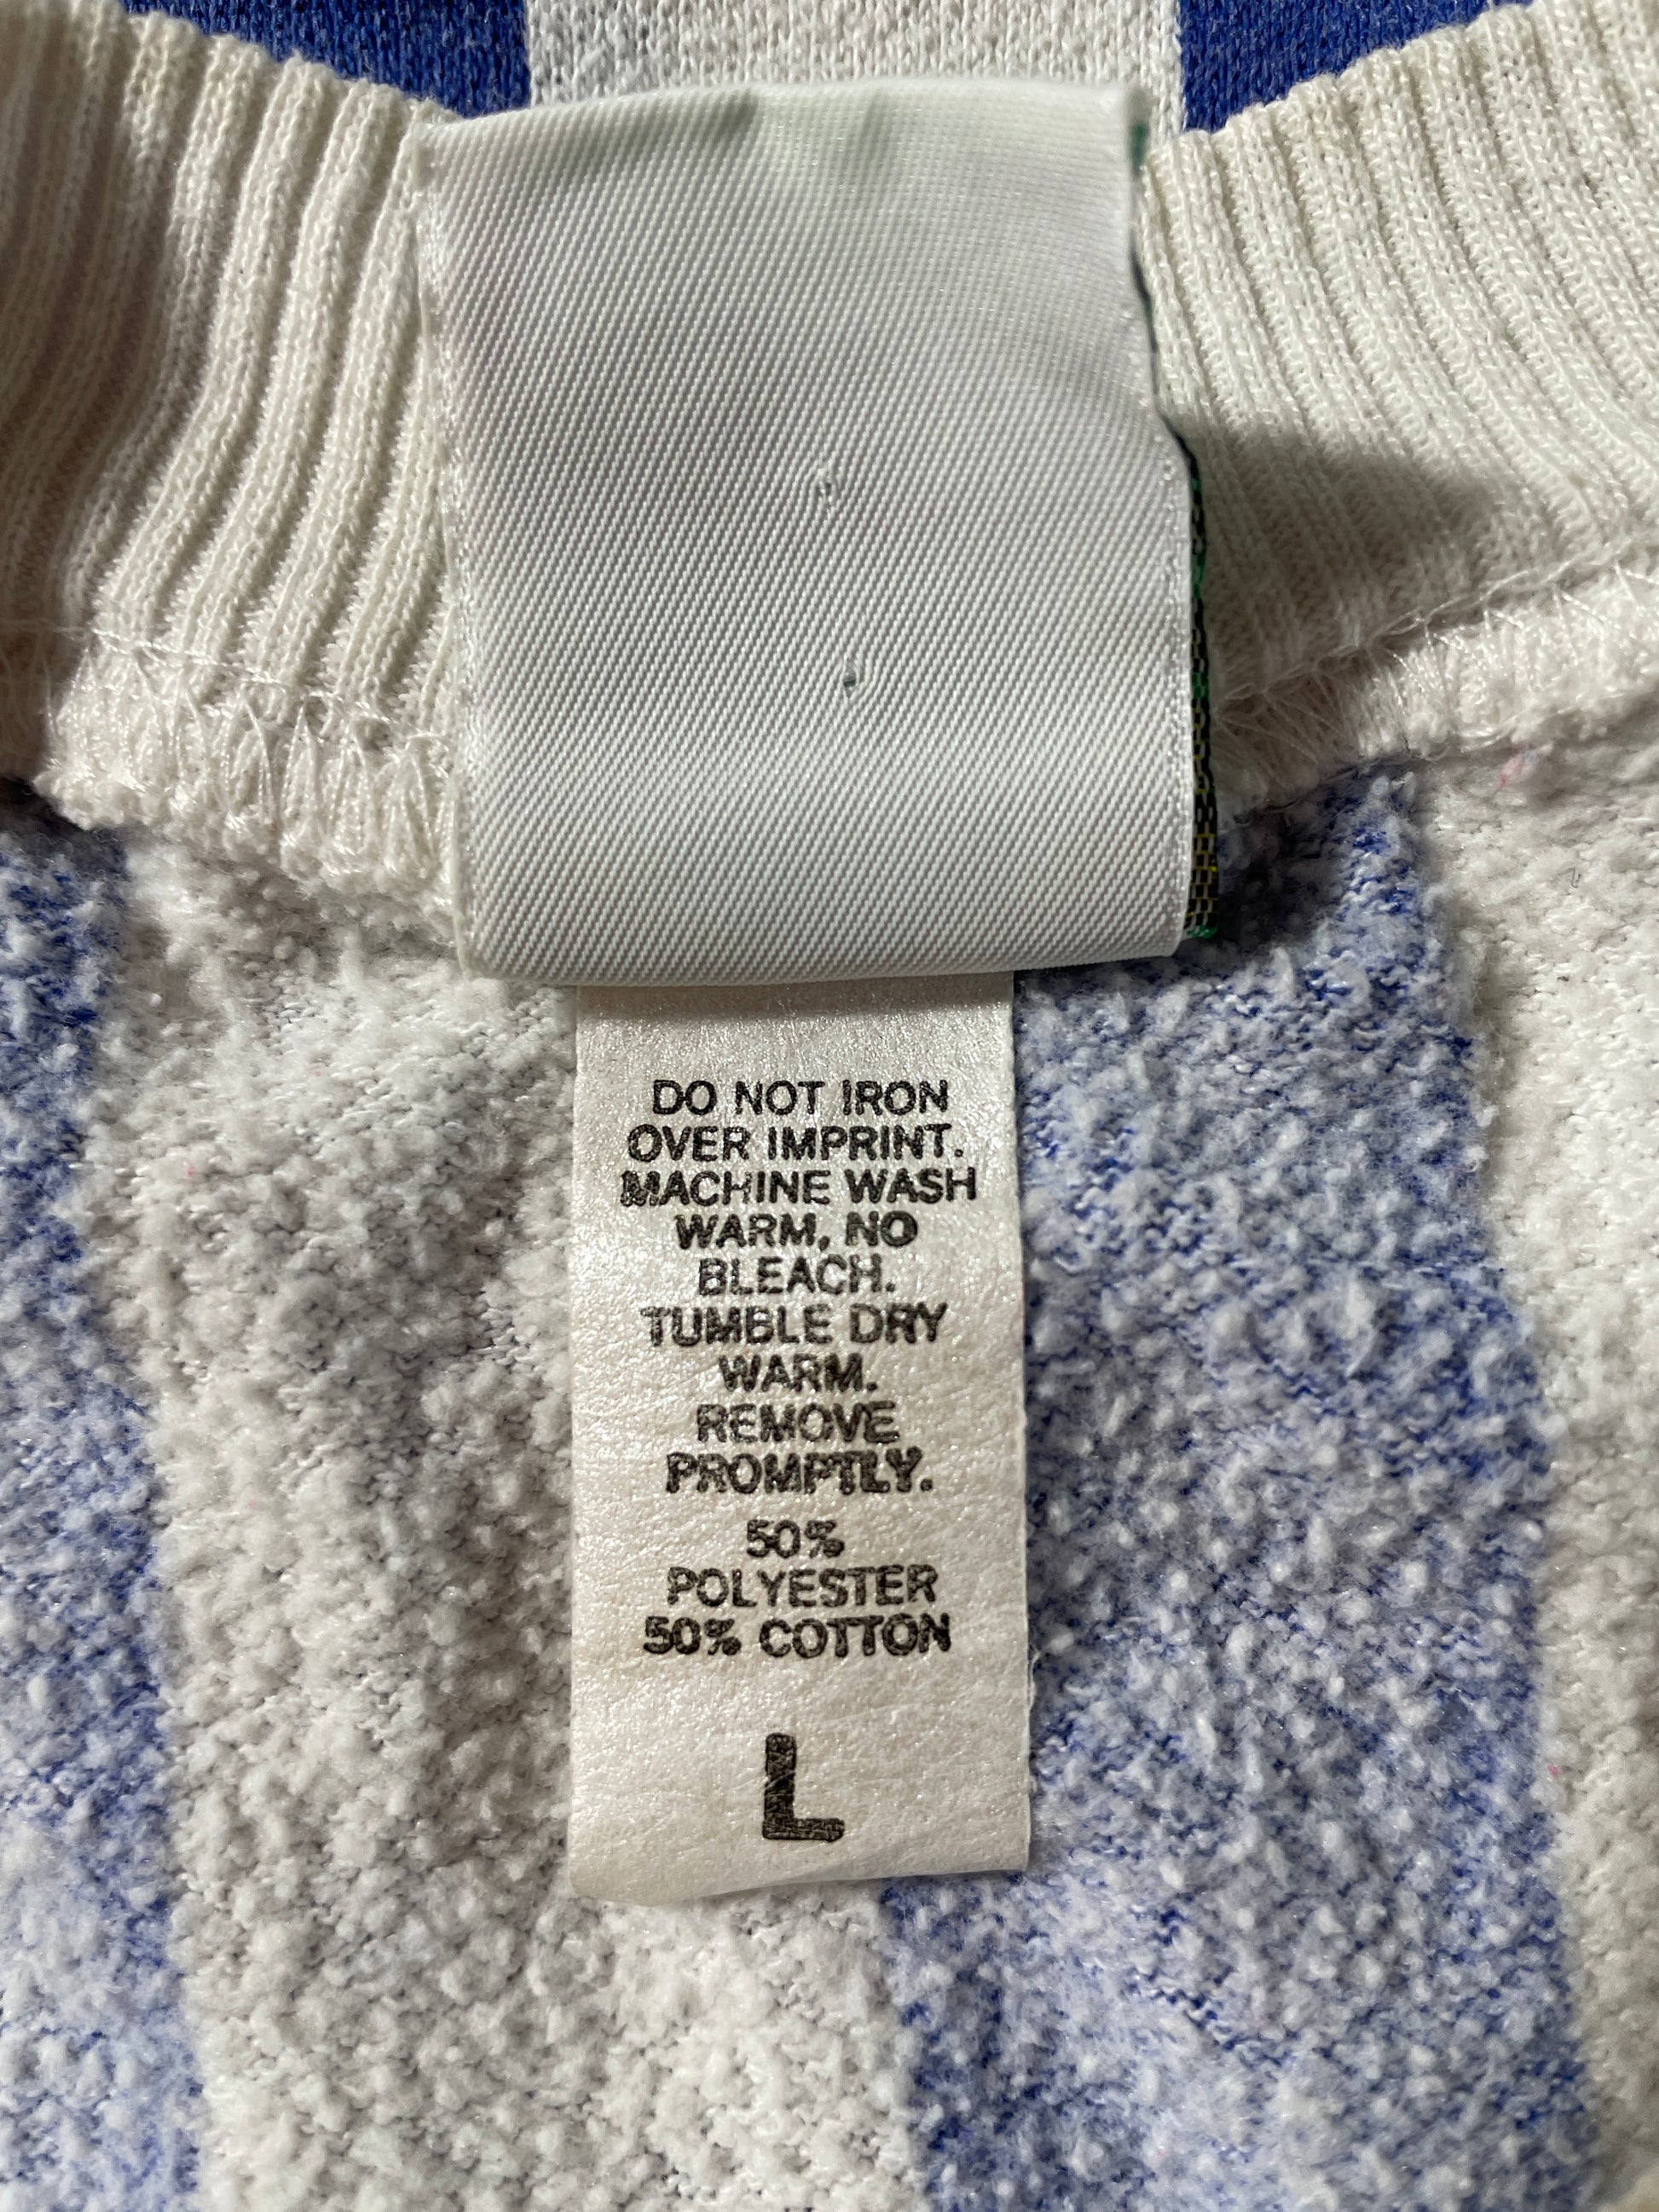 DO NOT IRON
OVER IMPRINT.
MACHINE WASH
WARM, NO
BLEACH.
TUMBLE DRY
WARM.
REMOVE
PROMPTLY.
50%
POLYESTER
50% COTTON
L